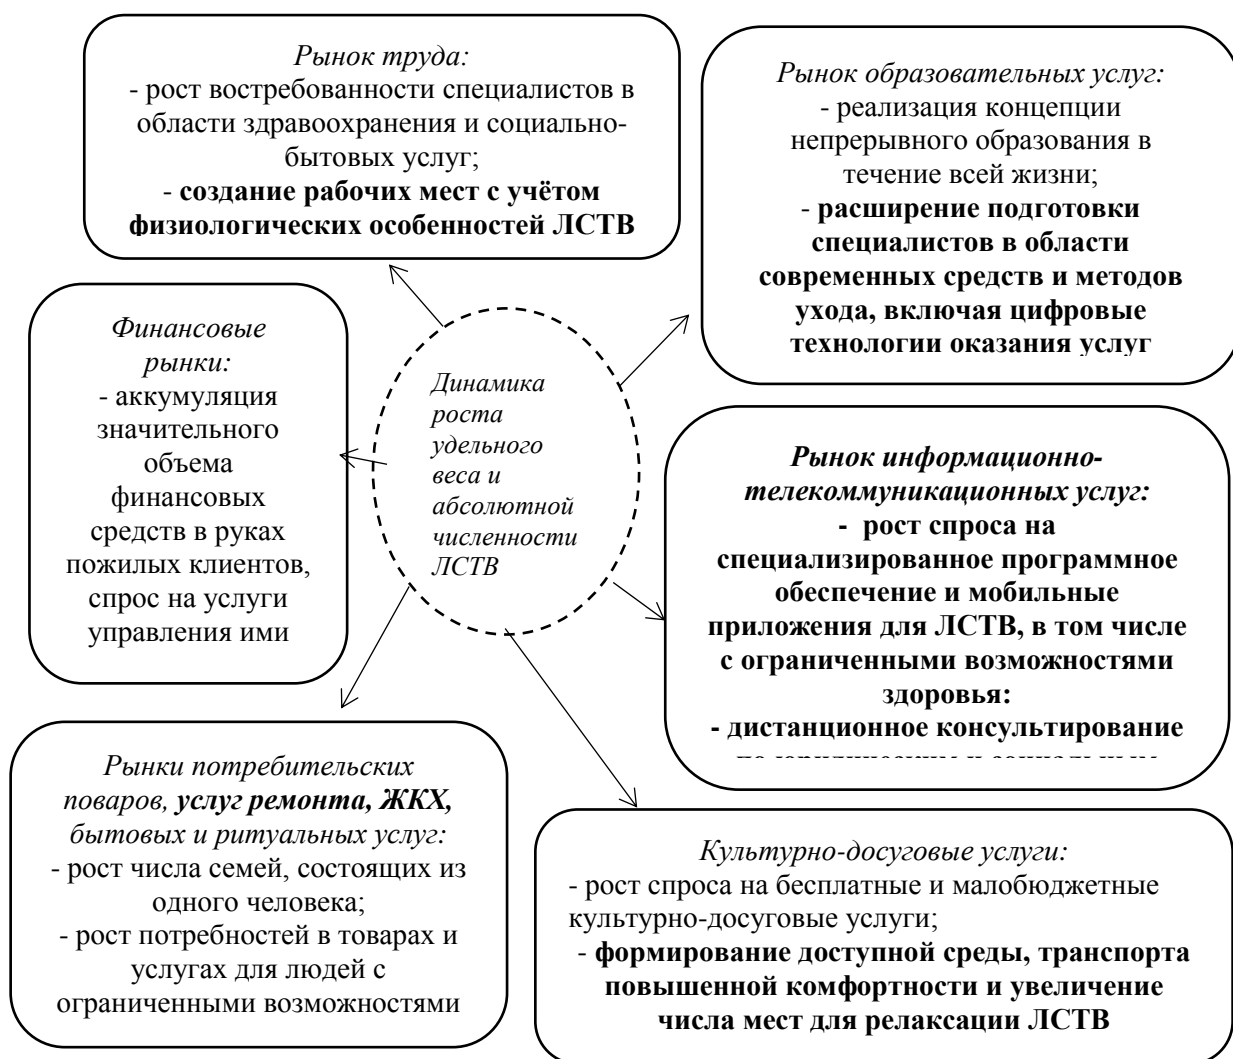 Рынок труда:
- рост востребованности специалистов в
области здравоохранения и социально-
бытовых услуг;
- создание рабочих мест с учётом
физиологических особенностей ЛСТВ
Рынок образовательных услуг:
- реализация концепции
непрерывного образования в
течение всей жизни;
- расширение подготовки
специалистов в области
современных средств и методов
ухода, включая цифровые
технологии оказания услуг
Финансовые
рынки:
- аккумуляция
значительного
объема
финансовых
средств в руках
пожилых клиентов,
спрос на услуги
управления ими
Динамика
роста
удельного
веса и
абсолютной
численности
ЛСТВ
Рынок информационно-
телекоммуникационных услуг:
- рост спроса на
специализированное программное
обеспечение и мобильные
приложения для ЛСТВ, в том числе
с ограниченными возможностями
здоровья:
- дистанционное консультирование
Рынки потребительских
поваров, услуг ремонта, ЖКХ,
бытовых и ритуальных услуг:
- рост числа семей, состоящих из
одного человека;
- рост потребностей в товарах и
услугах для людей с
ограниченными возможностями
Культурно-досуговые услуги:
- рост спроса на бесплатные и малобюджетные
культурно-досуговые услуги;
- формирование доступной среды, транспорта
повышенной комфортности и увеличение
числа мест для релаксации ЛСТВ